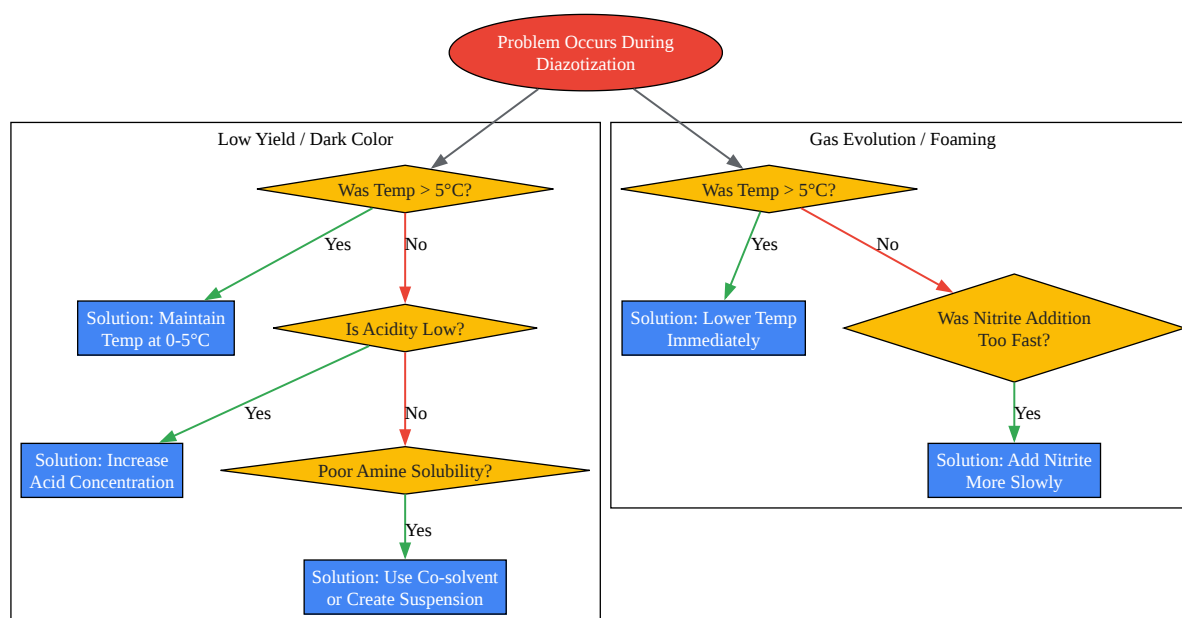 Problem Occurs During
Diazotization
Low Yield / Dark Color
Was Temp > 5°C?
Yes
No
Solution: Maintain
Temp at 0-5°C
Is Acidity Low?
Yes
No
Solution: Increase
Acid Concentration
Poor Amine Solubility?
Yes
Solution: Use Co-solvent
or Create Suspension
Gas Evolution / Foaming
Was Temp > 5°C?
Yes
No
Solution: Lower Temp
Immediately
Was Nitrite Addition
Too Fast?
Yes
Solution: Add Nitrite
More Slowly